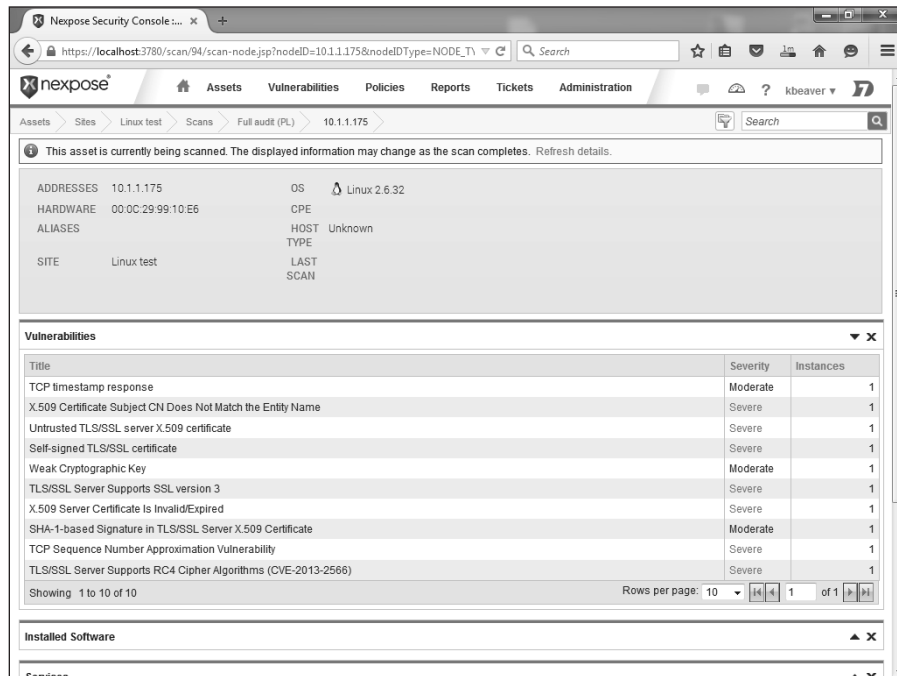 Nexpose Security Console :... × +
https://localhost:3780/scan/94/scan-node.jsp?nodeID=10.1.1.175&nodeIDType=NODE_T\ Search
nexpose® Assets Vulnerabilities Policies Reports Tickets Administration ? kbeaver
Assets Sites Linux test Scans Full audit (PL) 10.1.1.175 Search
This asset is currently being scanned. The displayed information may change as the scan completes. Refresh details.
ADDRESSES 10.1.1.175 OS Linux 2.6.32
HARDWARE 00:0C:29:99:10:E6 CPE
ALIASES HOST TYPE Unknown
SITE Linux test LAST SCAN
Vulnerabilities
Title Severity Instances
TCP timestamp response Moderate 1
X.509 Certificate Subject CN Does Not Match the Entity Name Severe 1
Untrusted TLS/SSL server X.509 certificate Severe 1
Self-signed TLS/SSL certificate Severe 1
Weak Cryptographic Key Moderate 1
TLS/SSL Server Supports SSL version 3 Severe 1
X.509 Server Certificate Is Invalid/Expired Severe 1
SHA-1-based Signature in TLS/SSL Server X.509 Certificate Moderate 1
TCP Sequence Number Approximation Vulnerability Severe 1
TLS/SSL Server Supports RC4 Cipher Algorithms (CVE-2013-2566) Severe 1
Showing 1 to 10 of 10 Rows per page: 10 1 of 1
Installed Software
Services